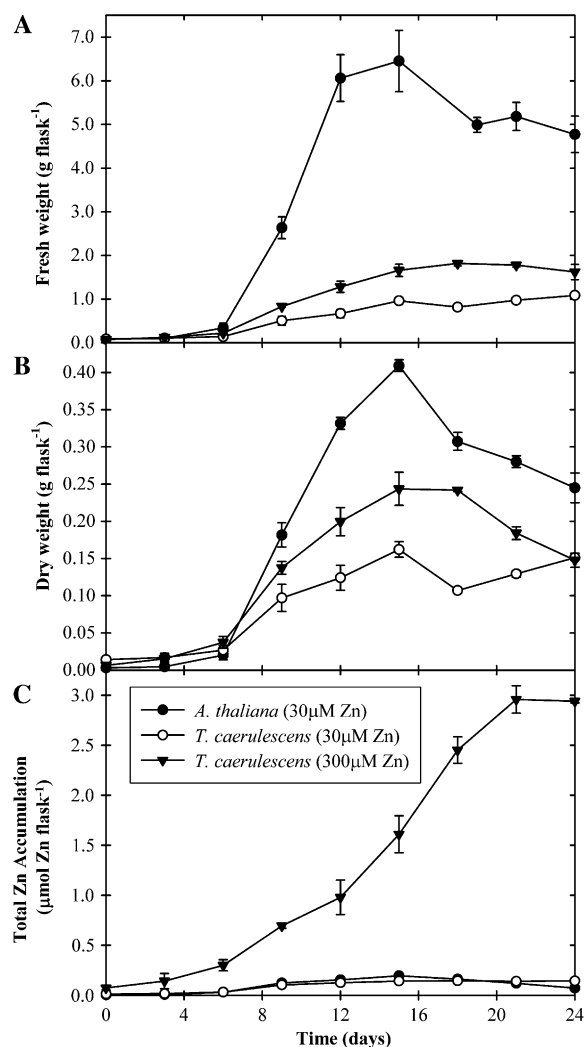 A
7.0
6.0
5.0
4.0
3.0
2.0
1.0
0.0
Fresh weight (g flask⁻¹)
B
0.40
0.35
0.30
0.25
0.20
0.15
0.10
0.05
0.00
Dry weight (g flask⁻¹)
C
3.0
2.5
2.0
1.5
1.0
0.5
0.0
Total Zn Accumulation
(μmol Zn flask⁻¹)
A. thaliana (30μM Zn)
T. caerulescens (30μM Zn)
T. caerulescens (300μM Zn)
0 4 8 12 16 20 24
Time (days)